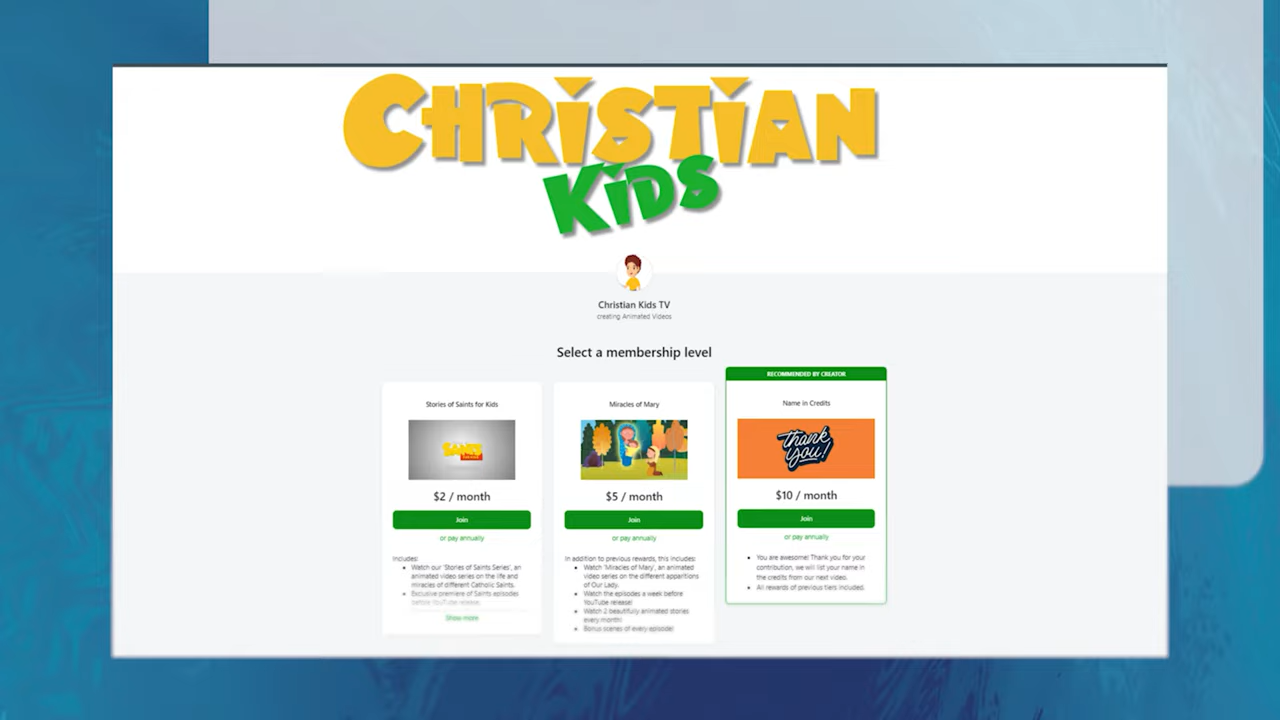 CHRISTIAN
KIDS
Christian Kids TV
creating Animated Videos
Select a membership level
Stories of Saints for Kids
SAINTS
$2 / month
Join
or pay annually
Includes:
• Watch our 'Stories of Saints Series', an
animated video series on the life and
miracles of different Catholic Saints.
• Exclusive premiere of Saints episodes
before YouTube release.
Show more
Miracles of Mary
$5 / month
Join
or pay annually
In addition to previous rewards, this includes:
• Watch 'Miracles of Mary', an animated
video series on the different apparitions
of Our Lady.
• Watch the episodes a week before
YouTube release!
• Watch 2 beautifully animated stories
every month!
• Bonus scenes of every episode!
RECOMMENDED BY CREATOR
Name in Credits
Thank
you!
$10 / month
Join
or pay annually
• You are awesome! Thank you for your
contribution, we will list your name in
the credits from our next video.
• All rewards of previous tiers included.